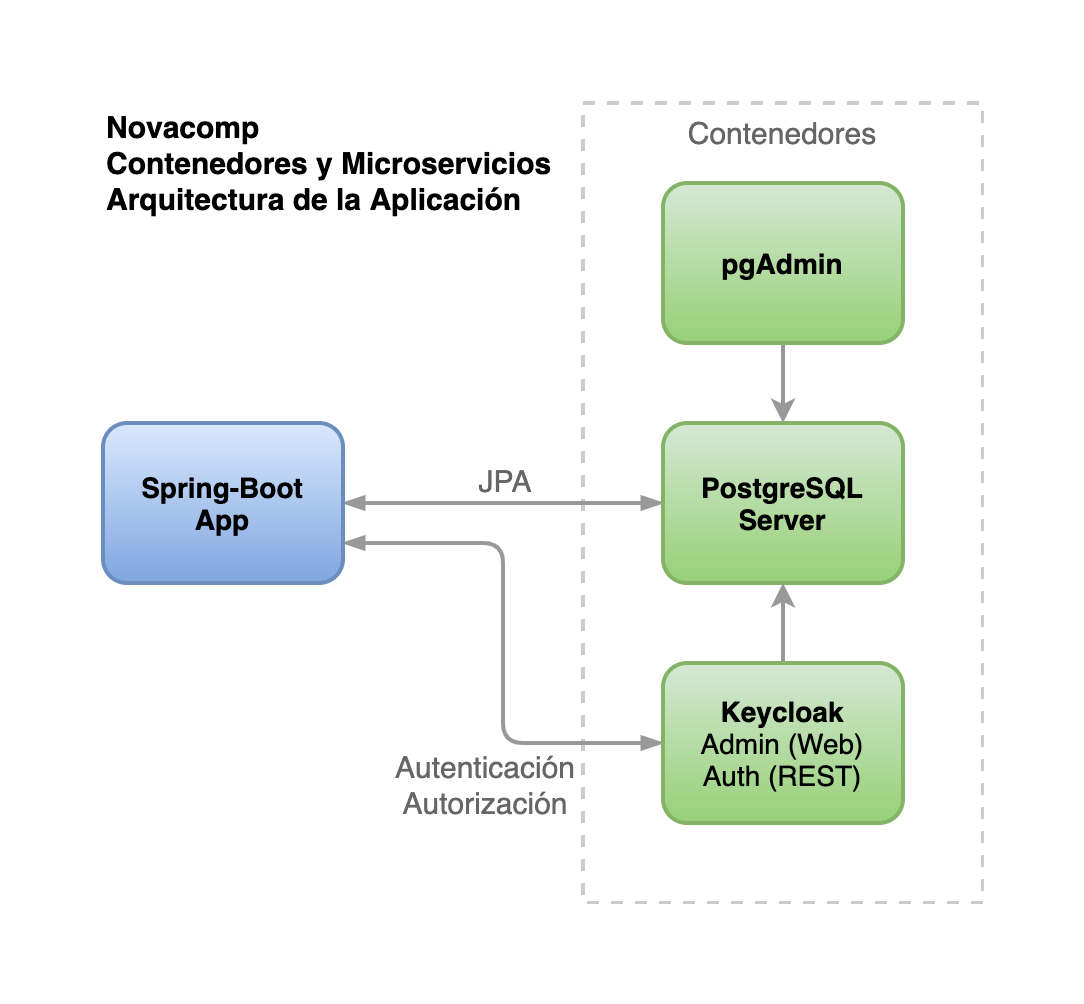 Novacomp
Contenedores y Microservicios
Arquitectura de la Aplicación
Contenedores
pgAdmin
Spring-Boot
App
JPA
PostgreSQL
Server
Keycloak
Admin (Web)
Auth (REST)
Autenticación
Autorización